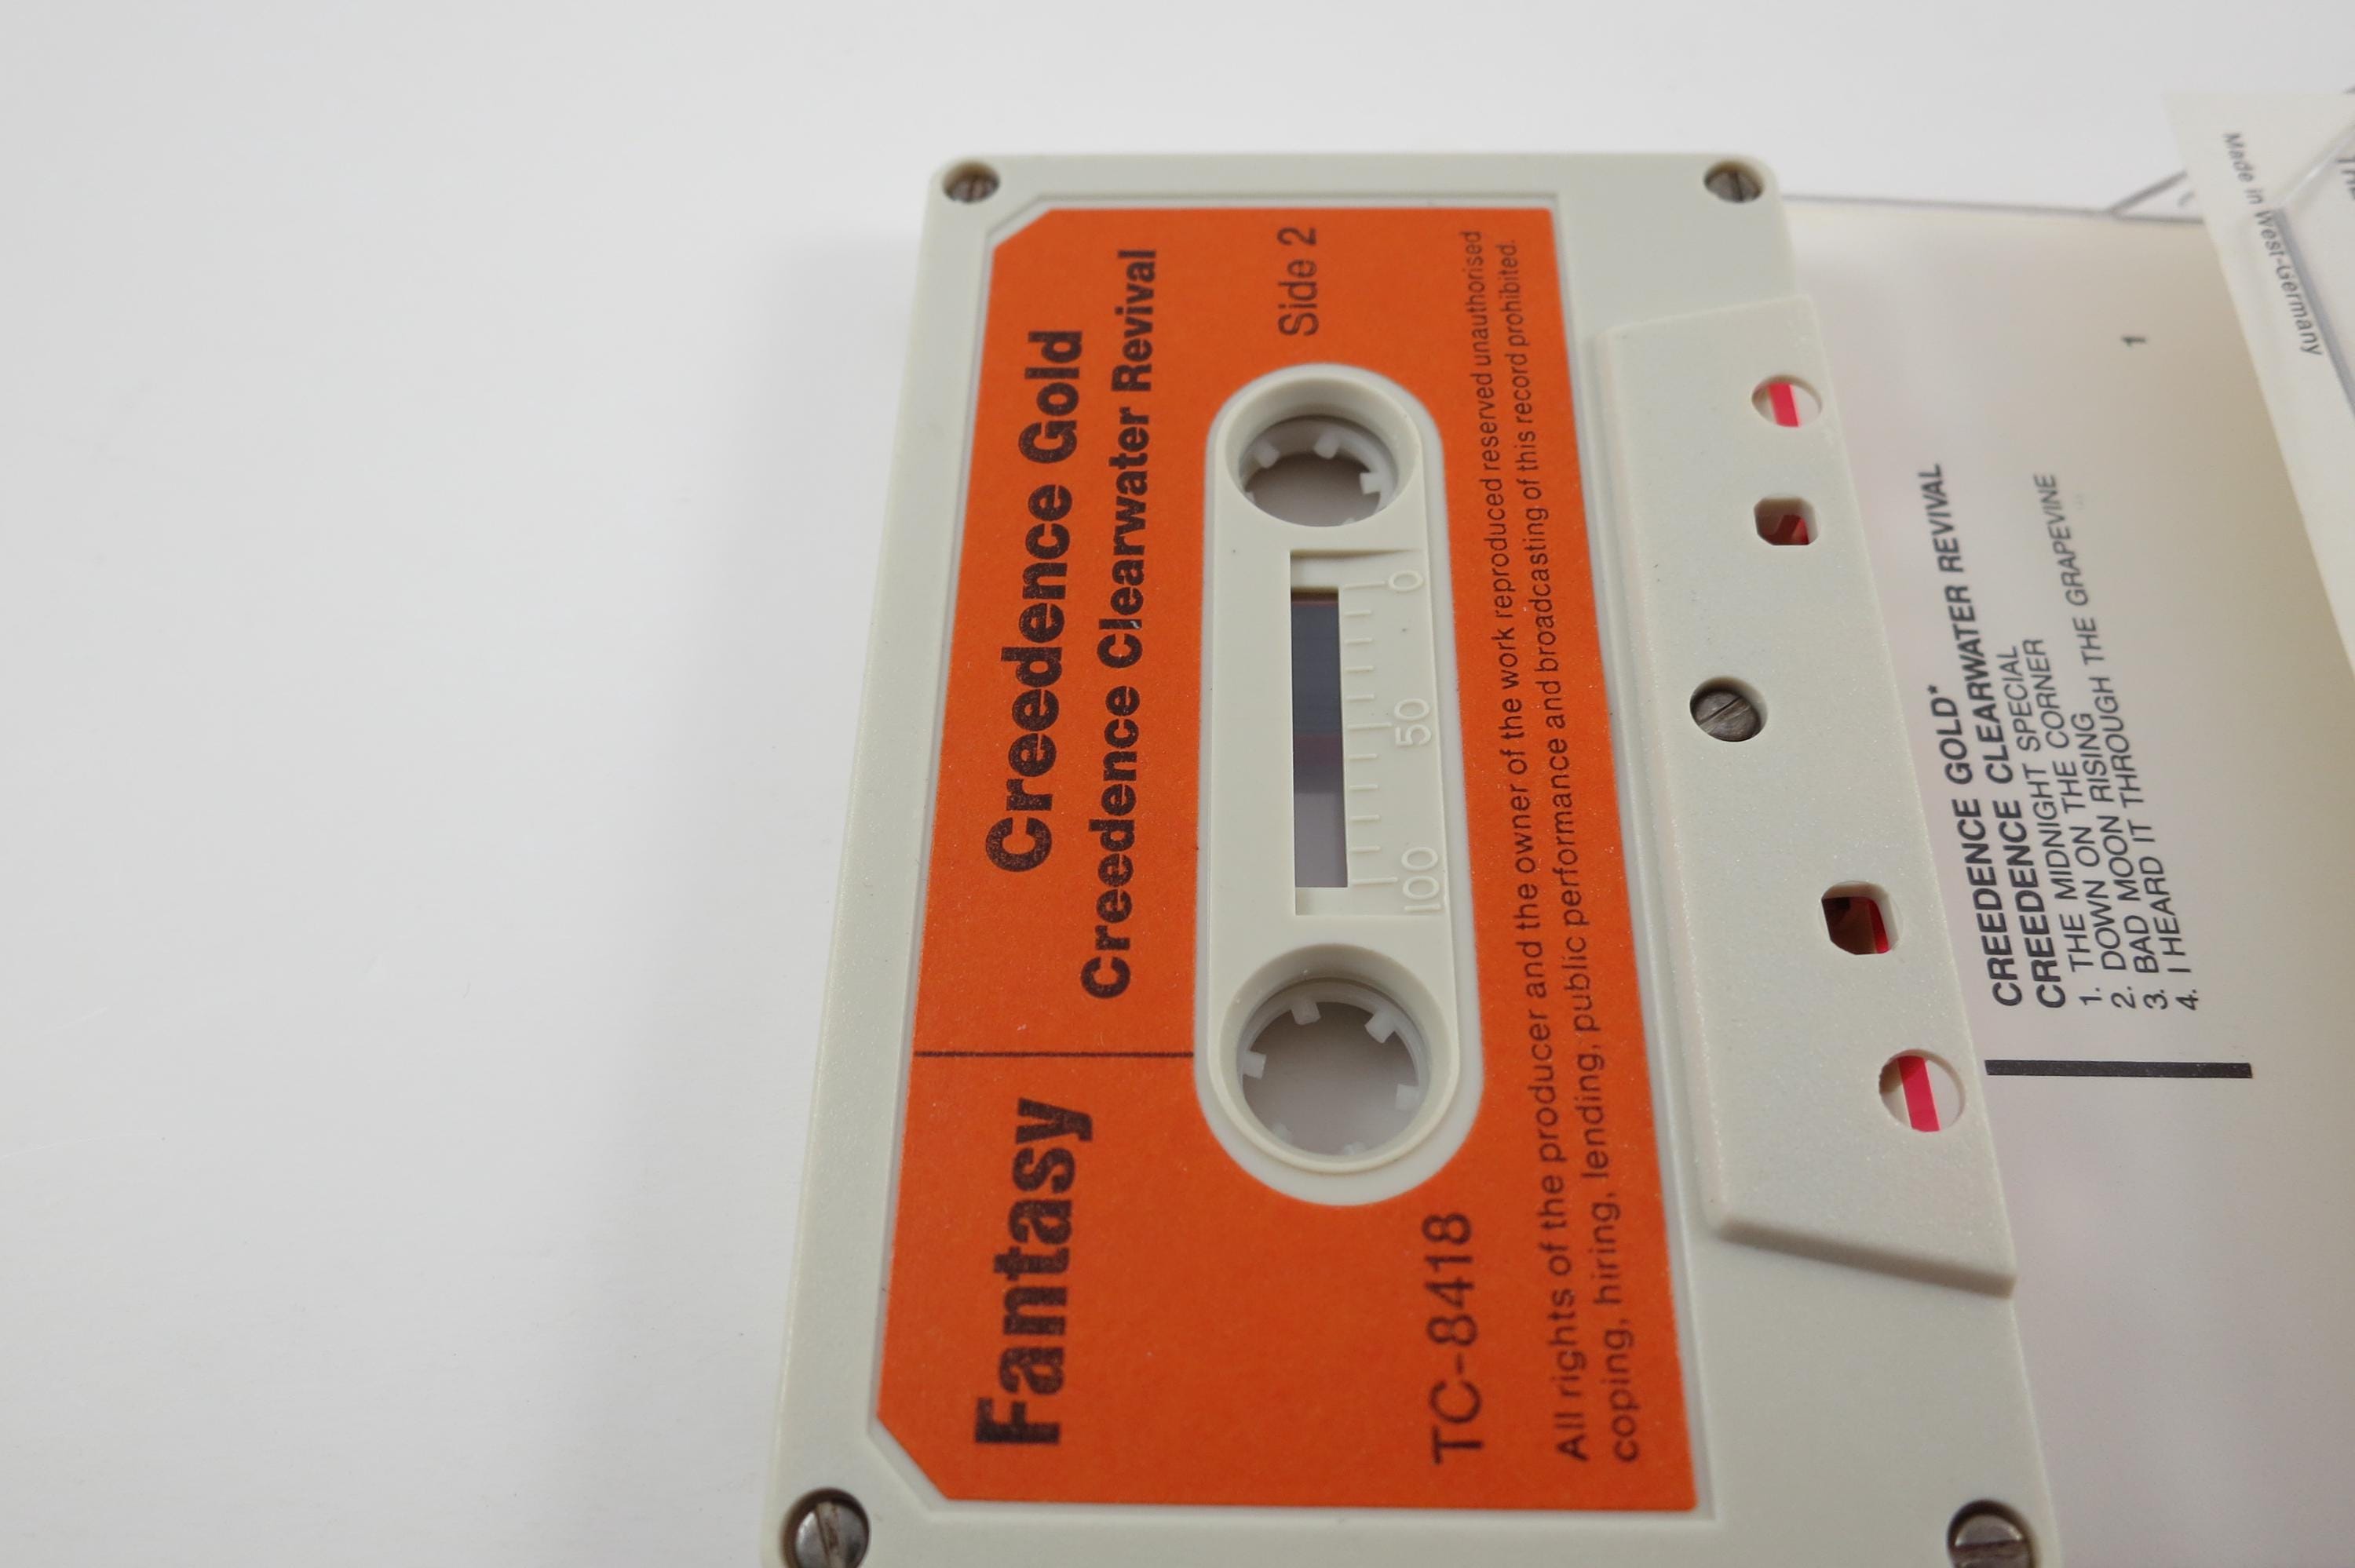 Fantasy
Creedence Gold
Creedence Clearwater Revival
Side 2
0
50
100
TC-8418
All rights of the producer and the owner of the work reproduced reserved unauthorised
coping, hiring, lending, public performance and broadcasting of this record prohibited.
CREEDENCE GOLD*
CREEDENCE CLEARWATER REVIVAL
CREEDENCE SPECIAL
1. THE MIDNIGHT SPECIAL
2. DOWN ON THE CORNER
3. BAD MOON RISING
4. I HEARD IT THROUGH THE GRAPEVINE
1
Made in West-Germany